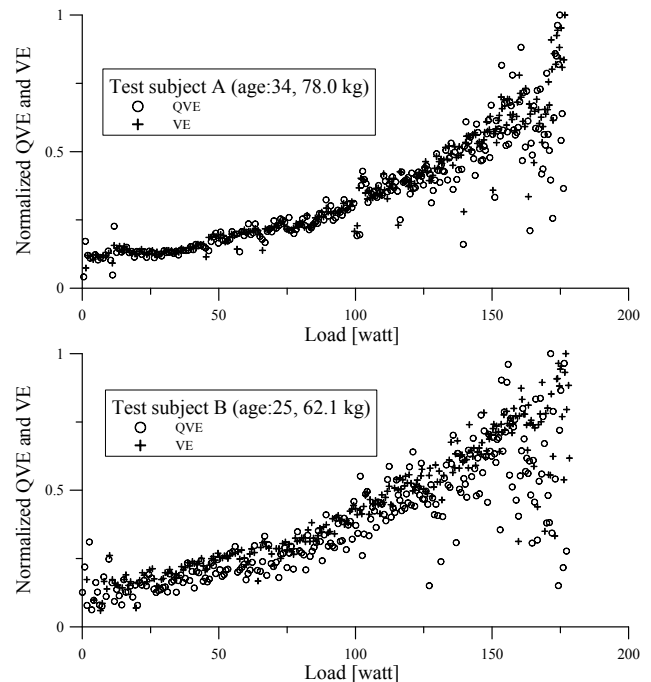 1
Test subject A (age:34, 78.0 kg)
QVE
VE
0.5
0
0 50 100 150 200
Load [watt]
Normalized QVE and VE
1
Test subject B (age:25, 62.1 kg)
QVE
VE
0.5
0
0 50 100 150 200
Load [watt]
Normalized QVE and VE